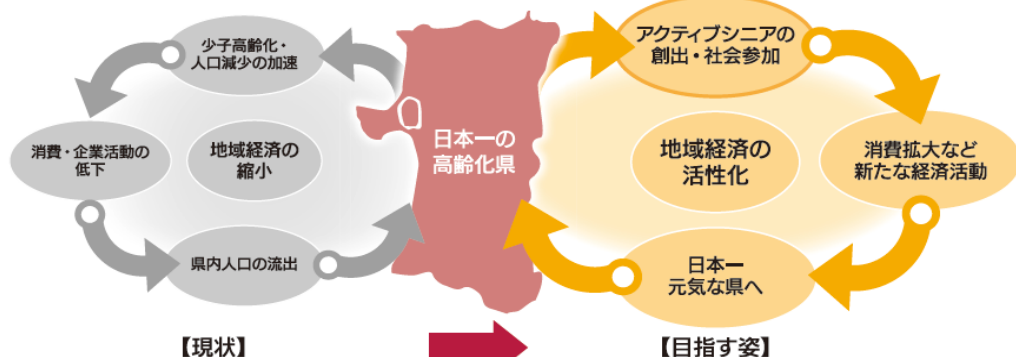 少子高齢化・
人口減少の加速
消費・企業活動の
低下
地域経済の
縮小
県内人口の流出
【現状】
日本一の
高齢化県
アクティブシニアの
創出・社会参加
地域経済の
活性化
消費拡大など
新たな経済活動
日本一
元気な県へ
【目指す姿】